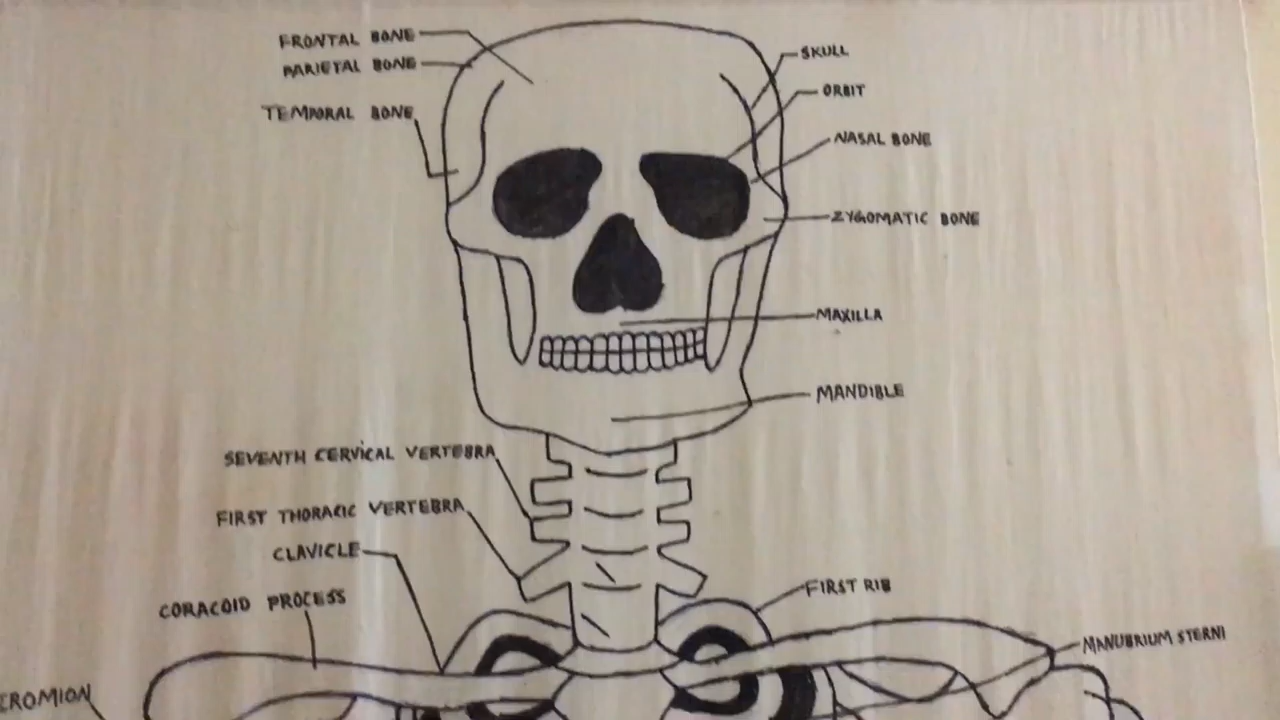 FRONTAL BONE
PARIETAL BONE
TEMPORAL BONE
SKULL
ORBIT
NASAL BONE
ZYGOMATIC BONE
MAXILLA
MANDIBLE
SEVENTH CERVICAL VERTEBRA
FIRST THORACIC VERTEBRA
CLAVICLE
CORACOID PROCESS
FIRST RIB
MANUBRIUM STERNI
CROMION